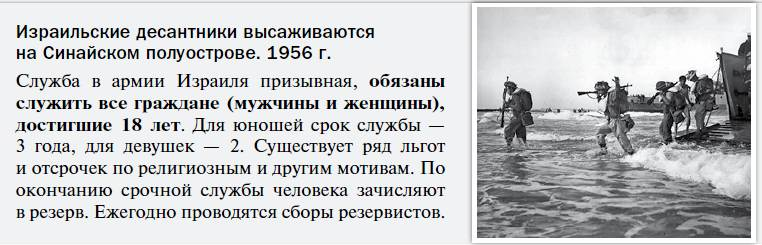 Израильские десантники высаживаются
на Синайском полуострове. 1956 г.
Служба в армии Израиля призывная, обязаны
служить все граждане (мужчины и женщины),
достигшие 18 лет. Для юношей срок службы —
3 года, для девушек — 2. Существует ряд льгот
и отсрочек по религиозным и другим мотивам. По
окончанию срочной службы человека зачисляют
в резерв. Ежегодно проводятся сборы резервистов.